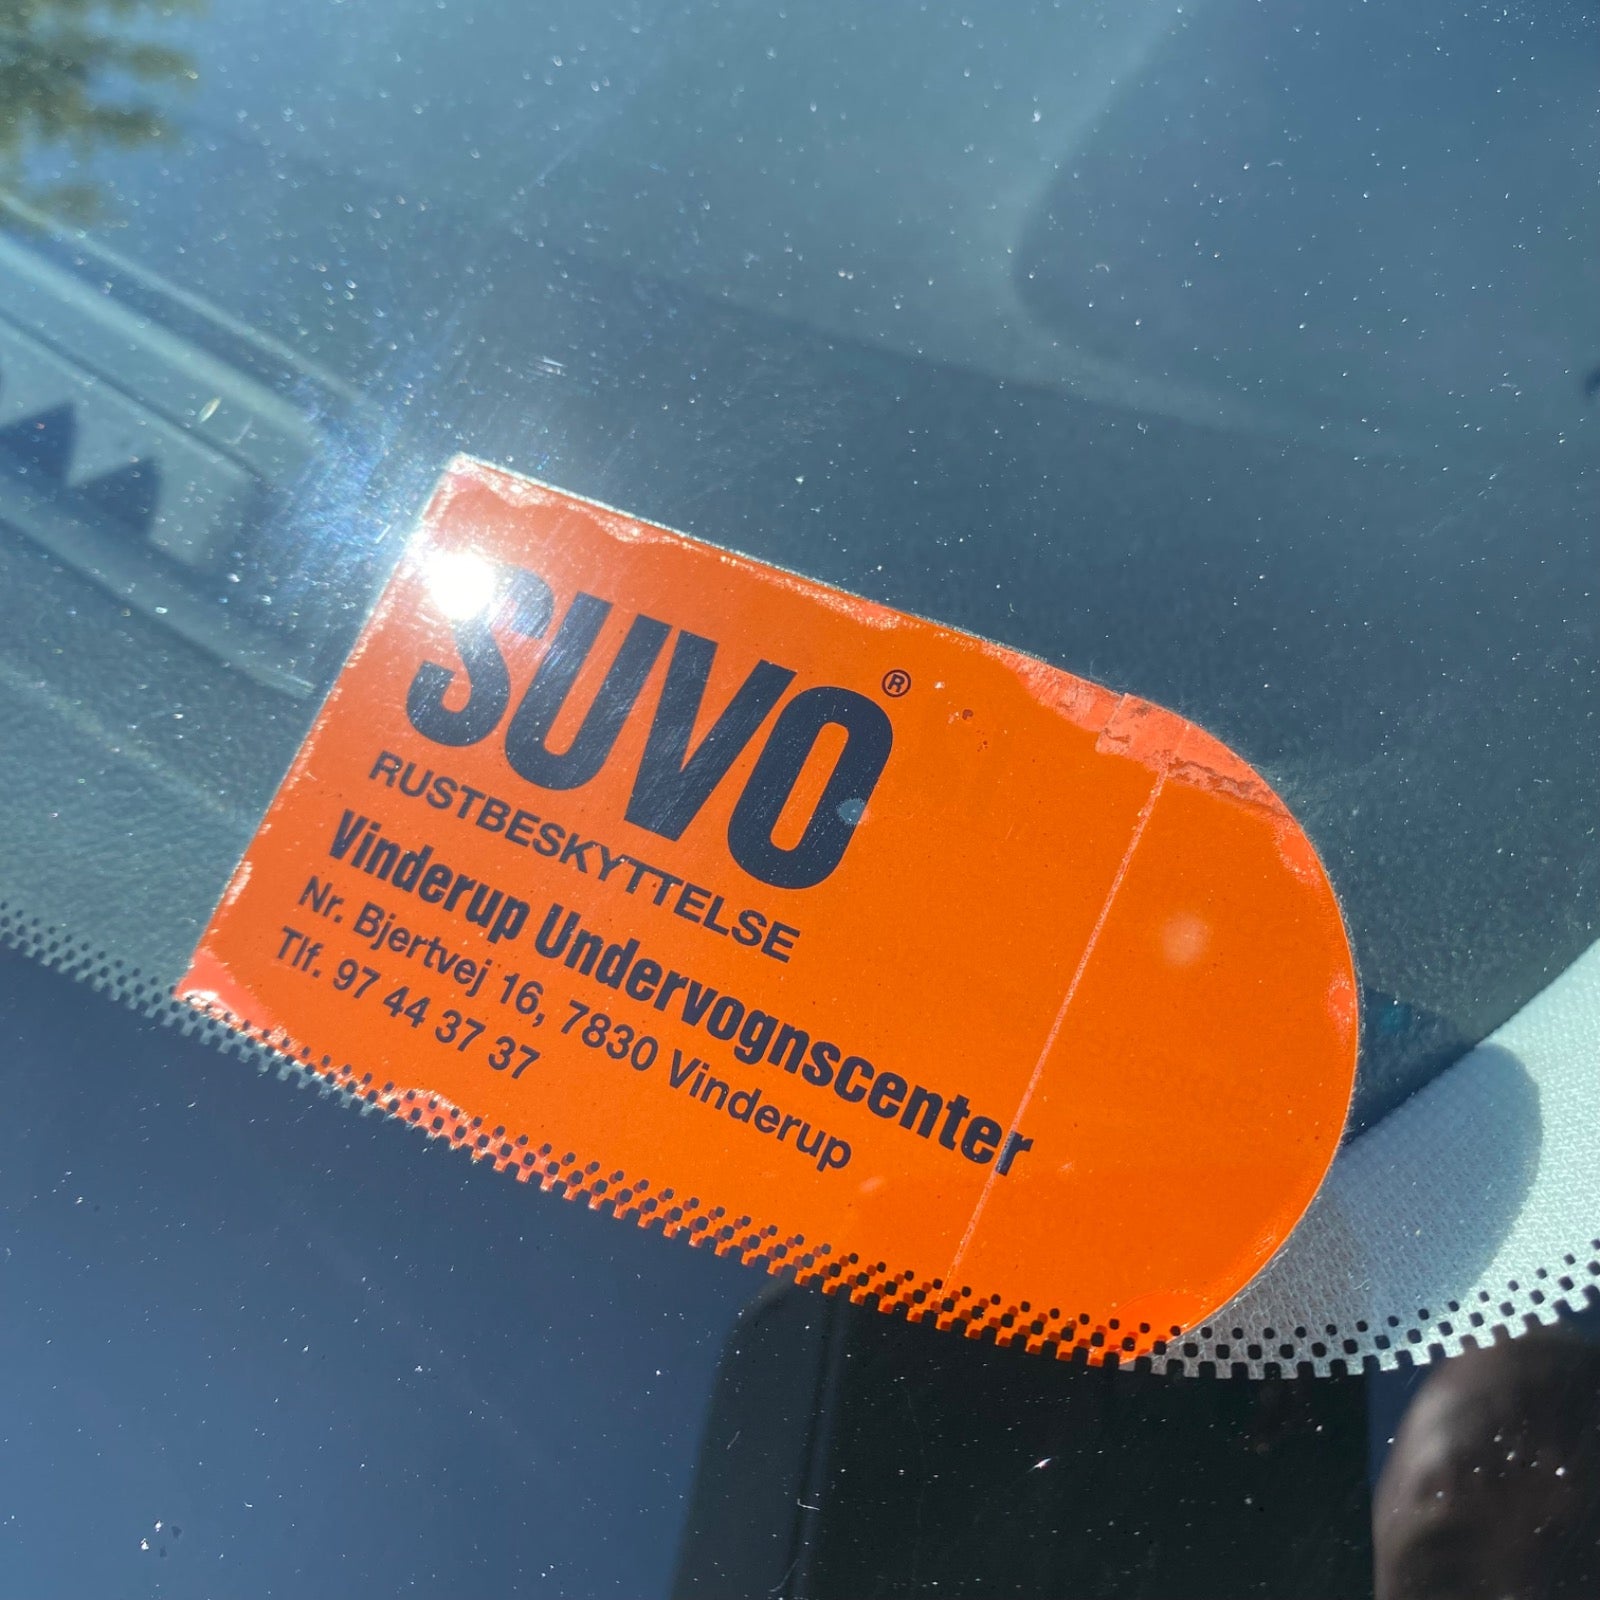 SUVO®
RUSTBESKYTTELSE
Vinderup Undervognscenter
Nr. Bjertvej 16, 7830 Vinderup
Tlf. 97 44 37 37